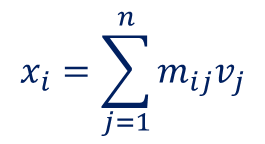 $x_i = \sum_{j=1}^{n} m_{ij} v_j$